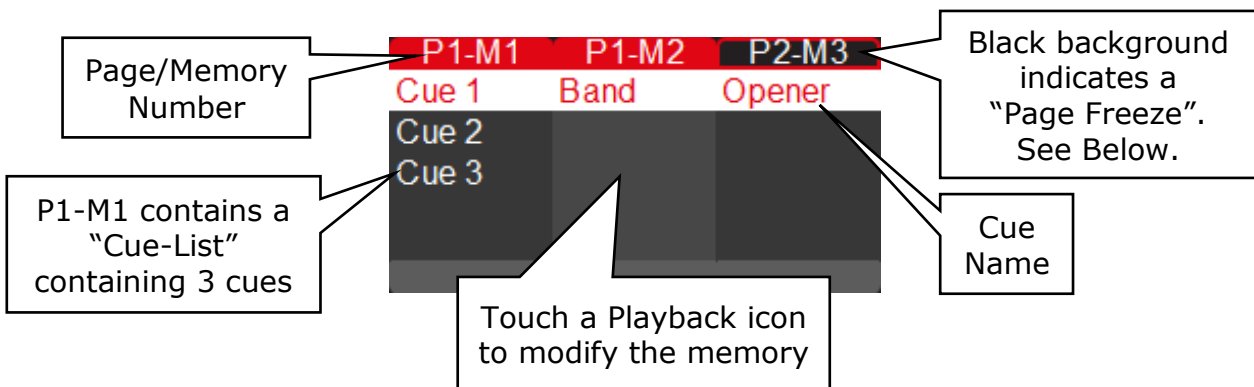 Page/Memory
Number
P1-M1 P1-M2 P2-M3
Cue 1 Band Opener
Cue 2
Cue 3
Black background
indicates a
“Page Freeze”.
See Below.
P1-M1 contains a
“Cue-List”
containing 3 cues
Cue
Name
Touch a Playback icon
to modify the memory